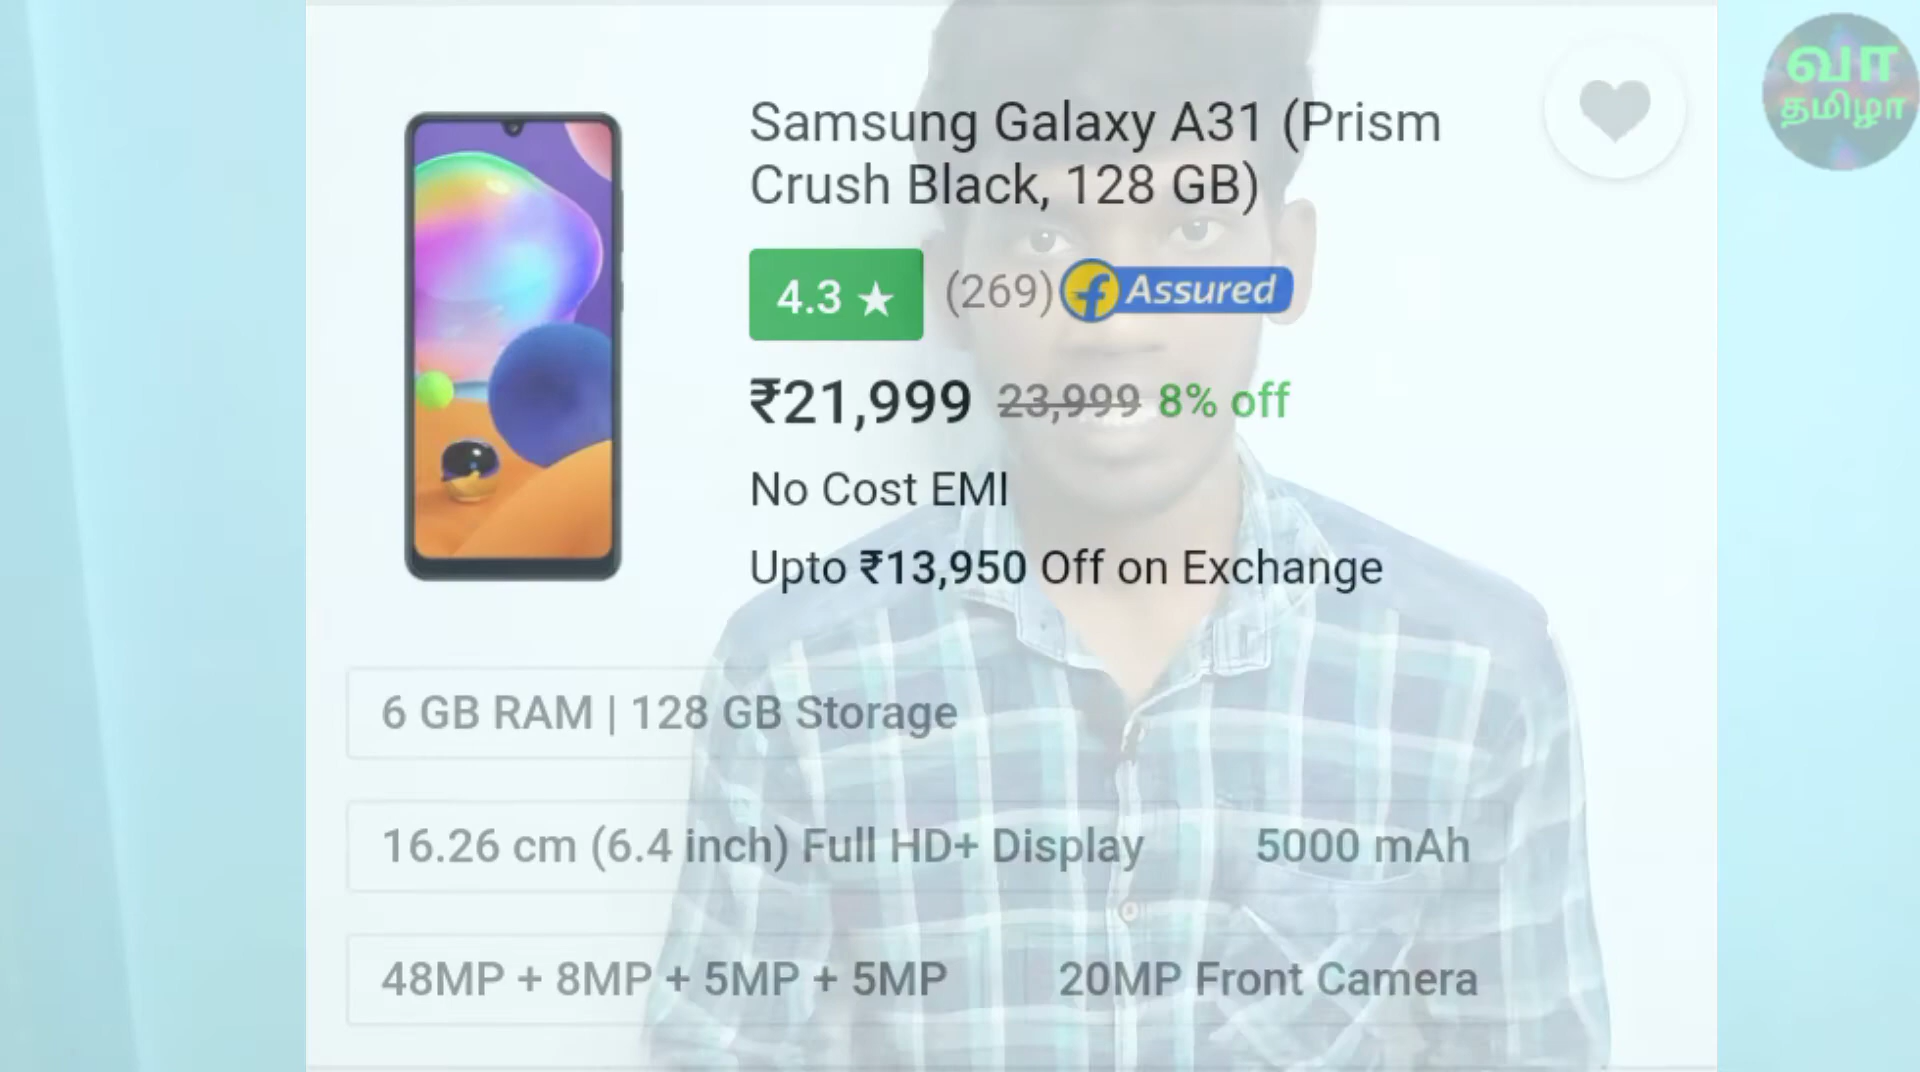 Samsung Galaxy A31 (Prism
Crush Black, 128 GB)
4.3 ★ (269) f Assured
₹21,999 23,999 8% off
No Cost EMI
Upto ₹13,950 Off on Exchange
6 GB RAM | 128 GB Storage
16.26 cm (6.4 inch) Full HD+ Display 5000 mAh
48MP + 8MP + 5MP + 5MP 20MP Front Camera
வா
தமிழா